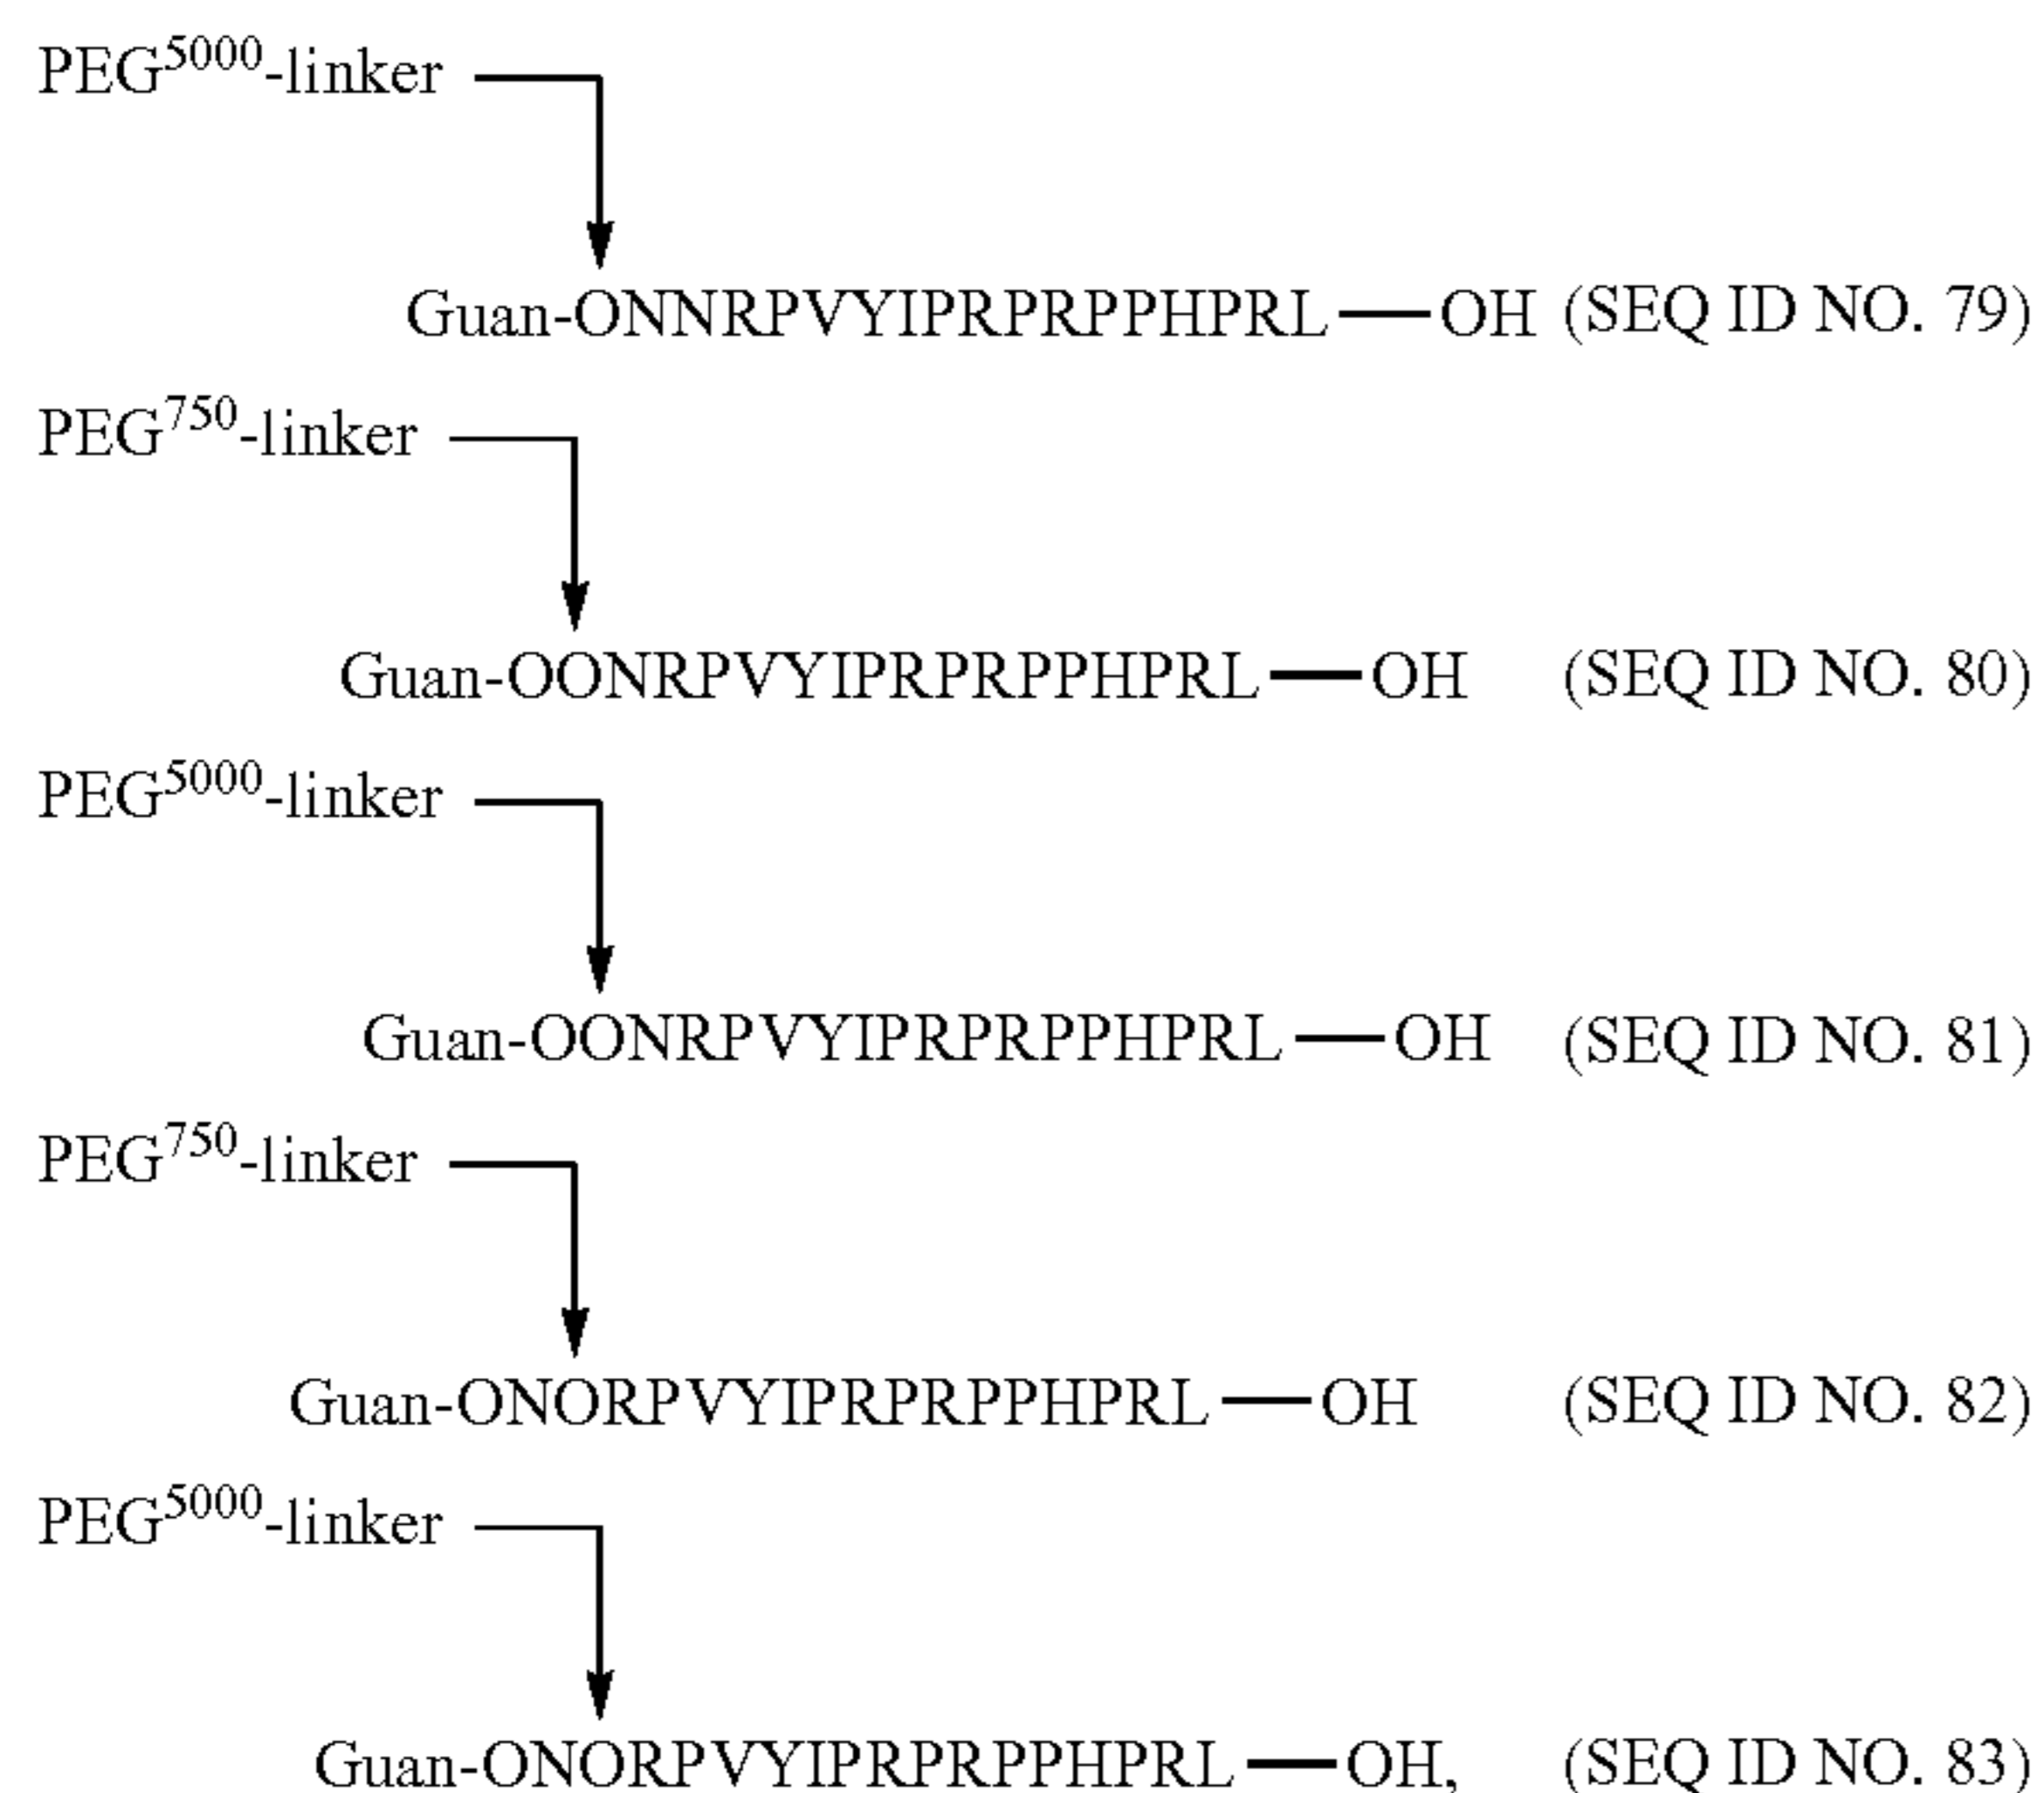 PEG⁵⁰⁰⁰-linker
Guan-ONNRPVYIPRPRPPHPRL — OH (SEQ ID NO. 79)
PEG⁷⁵⁰-linker
Guan-OONRPVYIPRPRPPHPRL — OH (SEQ ID NO. 80)
PEG⁵⁰⁰⁰-linker
Guan-OONRPVYIPRPRPPHPRL — OH (SEQ ID NO. 81)
PEG⁷⁵⁰-linker
Guan-ONORPVYIPRPRPPHPRL — OH (SEQ ID NO. 82)
PEG⁵⁰⁰⁰-linker
Guan-ONORPVYIPRPRPPHPRL — OH, (SEQ ID NO. 83)